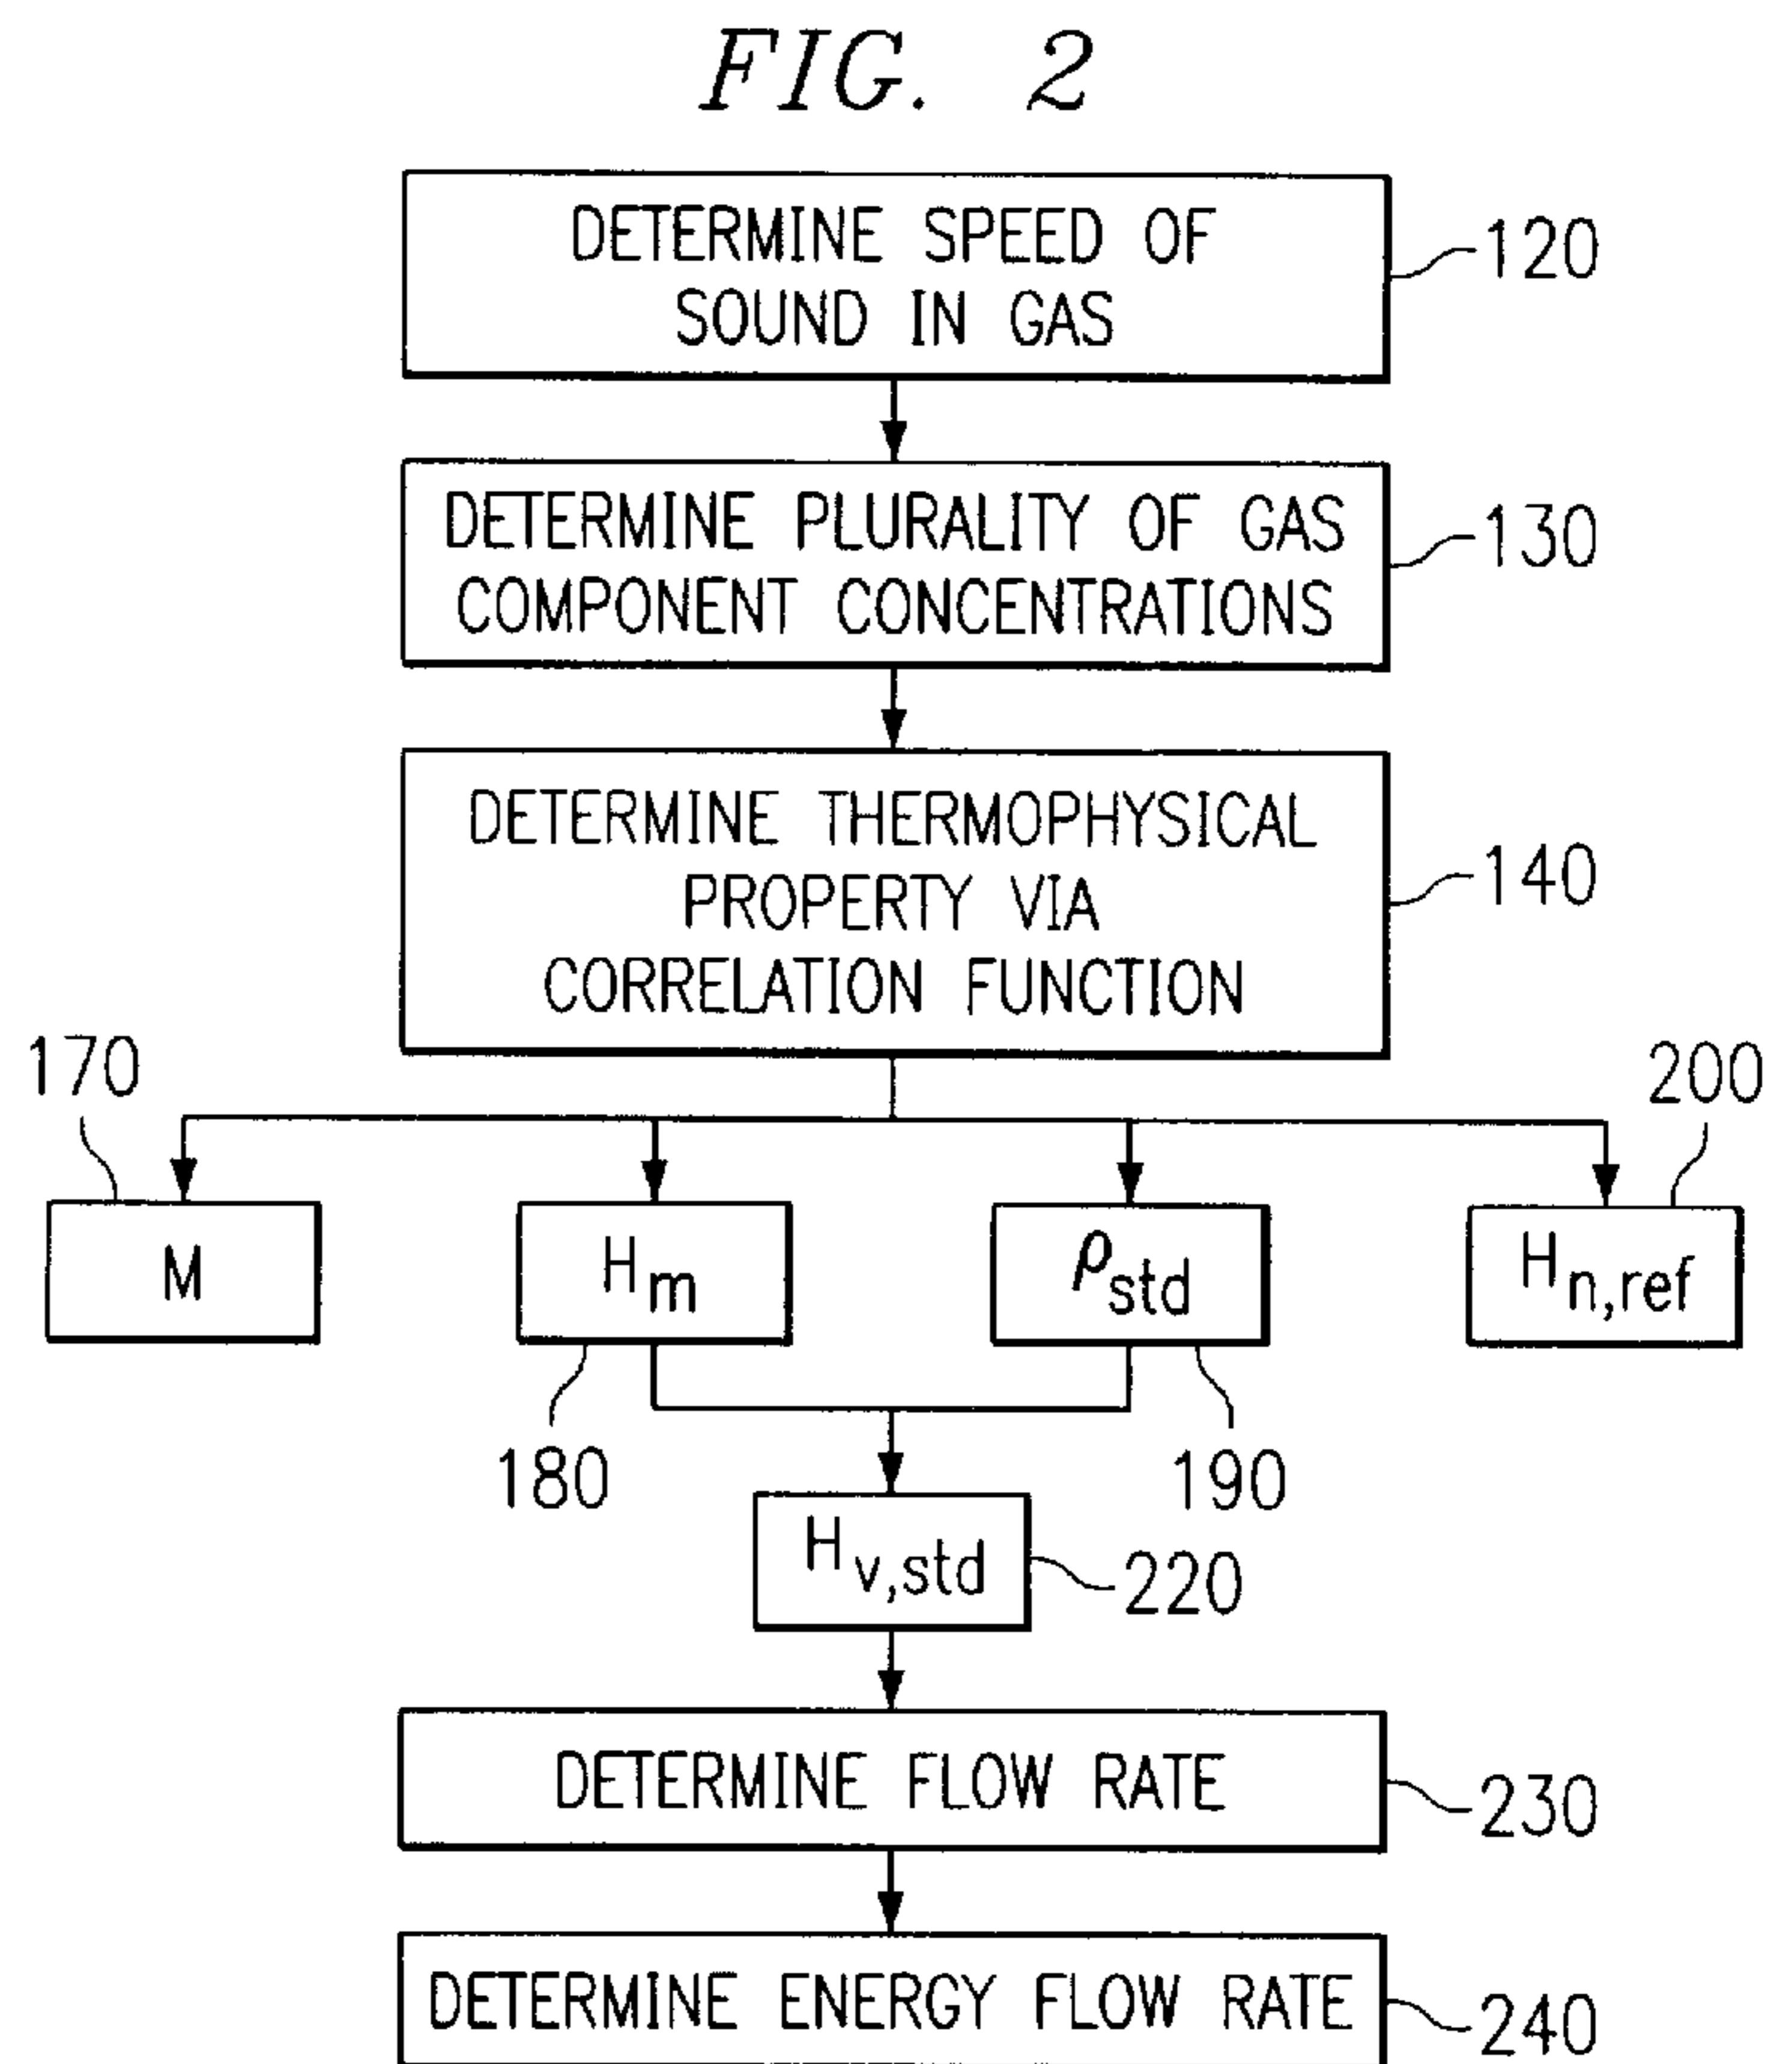 FIG. 2
DETERMINE SPEED OF
SOUND IN GAS
120
DETERMINE PLURALITY OF GAS
COMPONENT CONCENTRATIONS
130
DETERMINE THERMOPHYSICAL
PROPERTY VIA
CORRELATION FUNCTION
140
170
200
M
Hm
ρstd
Hn,ref
180
190
Hv,std
220
DETERMINE FLOW RATE
230
DETERMINE ENERGY FLOW RATE
240